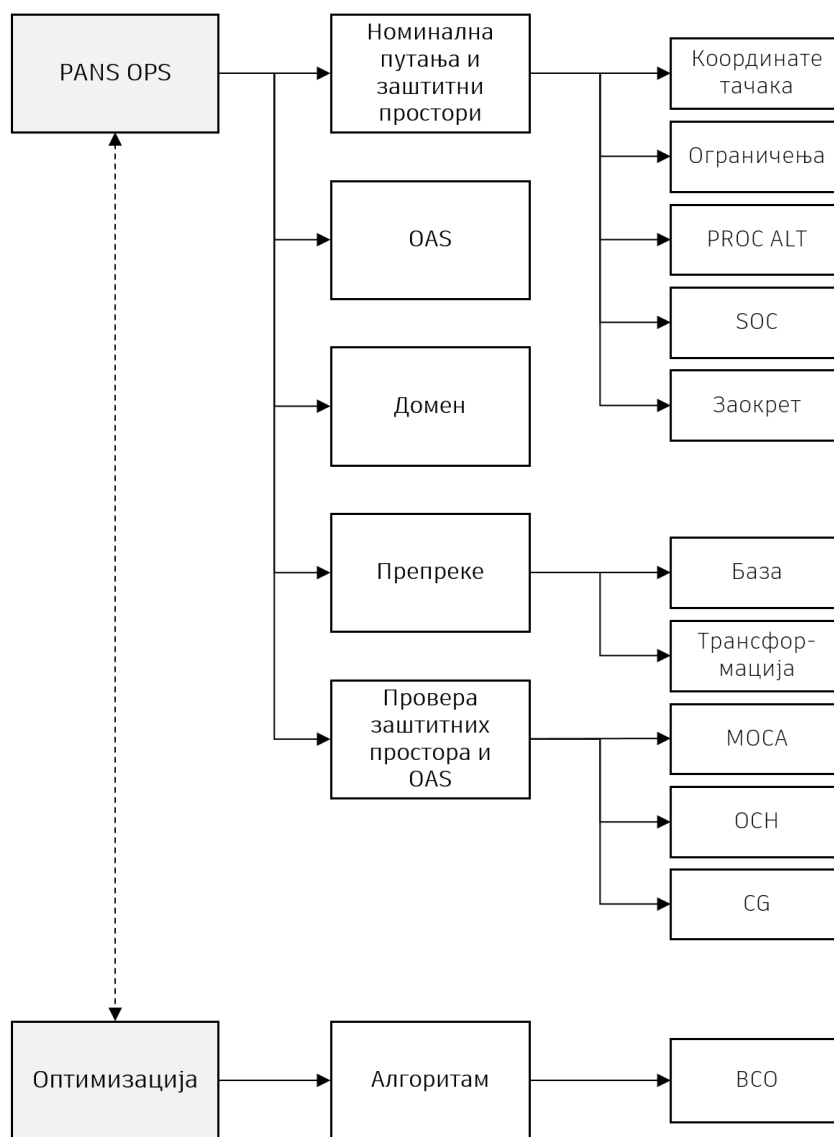 PANS OPS
Номинална
путања и
заштитни
простори
Координате
тачака
Ограничења
PROC ALT
SOC
Заокрет
OAS
Домен
Препреке
База
Трансфор-
мација
Провера
заштитних
простора и
OAS
MOCA
OCH
CG
Оптимизација
Алгоритам
BCO